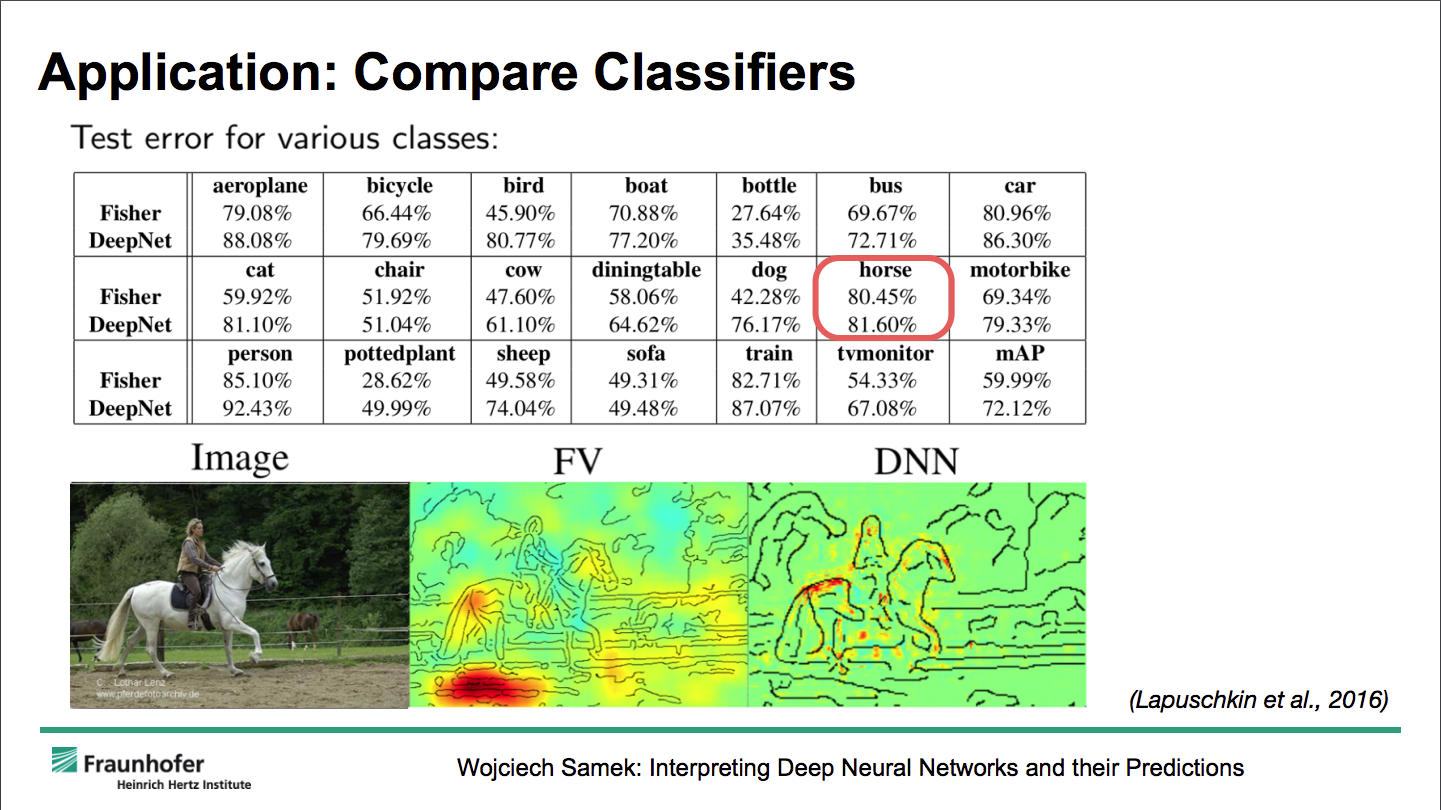 Application: Compare Classifiers
Test error for various classes:
aeroplane bicycle bird boat bottle bus car
Fisher 79.08% 66.44% 45.90% 70.88% 27.64% 69.67% 80.96%
DeepNet 88.08% 79.69% 80.77% 77.20% 35.48% 72.71% 86.30%
cat chair cow diningtable dog horse motorbike
Fisher 59.92% 51.92% 47.60% 58.06% 42.28% 80.45% 69.34%
DeepNet 81.10% 51.04% 61.10% 64.62% 76.17% 81.60% 79.33%
person pottedplant sheep sofa train tvmonitor mAP
Fisher 85.10% 28.62% 49.58% 49.31% 82.71% 54.33% 59.99%
DeepNet 92.43% 49.99% 74.04% 49.48% 87.07% 67.08% 72.12%
Image FV DNN
C Lothar Lenz
www.pferdefotoarchiv.de
(Lapuschkin et al., 2016)
Fraunhofer
Heinrich Hertz Institute
Wojciech Samek: Interpreting Deep Neural Networks and their Predictions